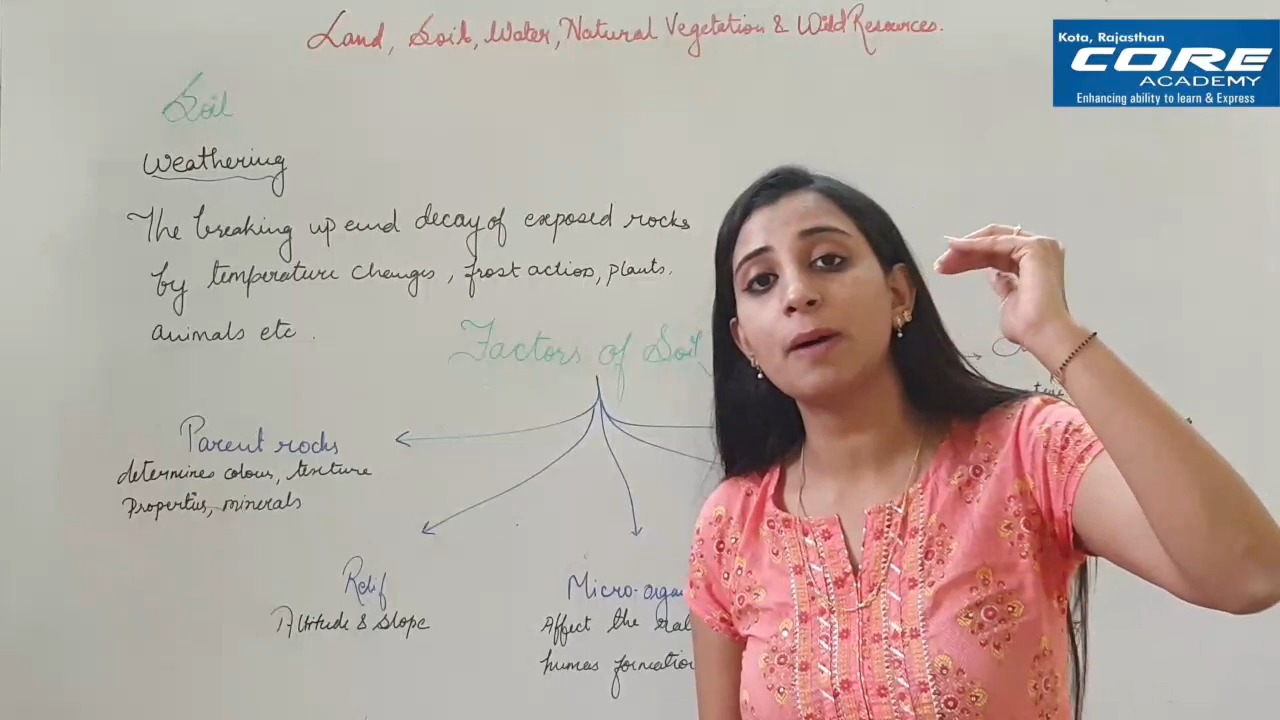 Land, Soil, Water, Natural Vegetation & Wild Resources.
Kota, Rajasthan
CORE
ACADEMY
Enhancing ability to learn & Express
Soil
Weathering
The breaking up and decay of exposed rocks
by temperature changes, frost action, plants.
animals etc.
Factors of Soil
Parent rocks
determines colour, texture
Properties, minerals
Relif
Altitude & slope
Micro-orga
Affect the
humas formation